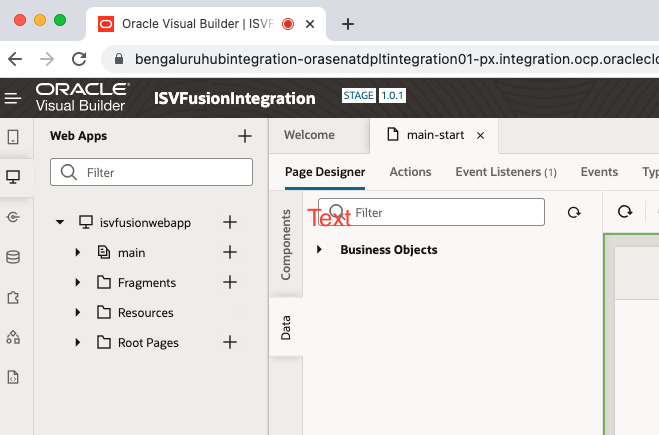 Oracle Visual Builder | ISVF
bengaluruhubintegration-orasenatdpltintegration01-px.integration.ocp.oraclecl
ORACLE
Visual Builder
ISVFusionIntegration
STAGE 1.0.1
Web Apps
Welcome
main-start
Filter
Page Designer
Actions
Event Listeners (1)
Events
Typ
isvfusionwebapp
main
Fragments
Resources
Root Pages
Components
Data
Filter
Text
Business Objects